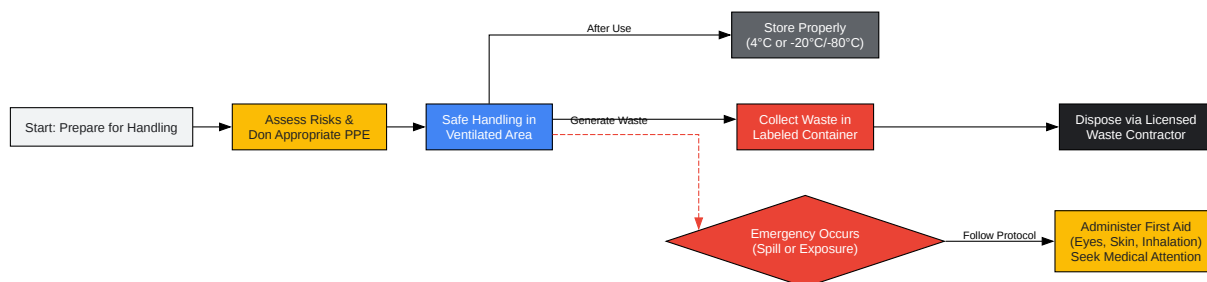 After Use
Store Properly
(4°C or -20°C/-80°C)
Start: Prepare for Handling
Assess Risks &
Don Appropriate PPE
Safe Handling in
Ventilated Area
Generate Waste
Collect Waste in
Labeled Container
Dispose via Licensed
Waste Contractor
Emergency Occurs
(Spill or Exposure)
Follow Protocol
Administer First Aid
(Eyes, Skin, Inhalation)
Seek Medical Attention